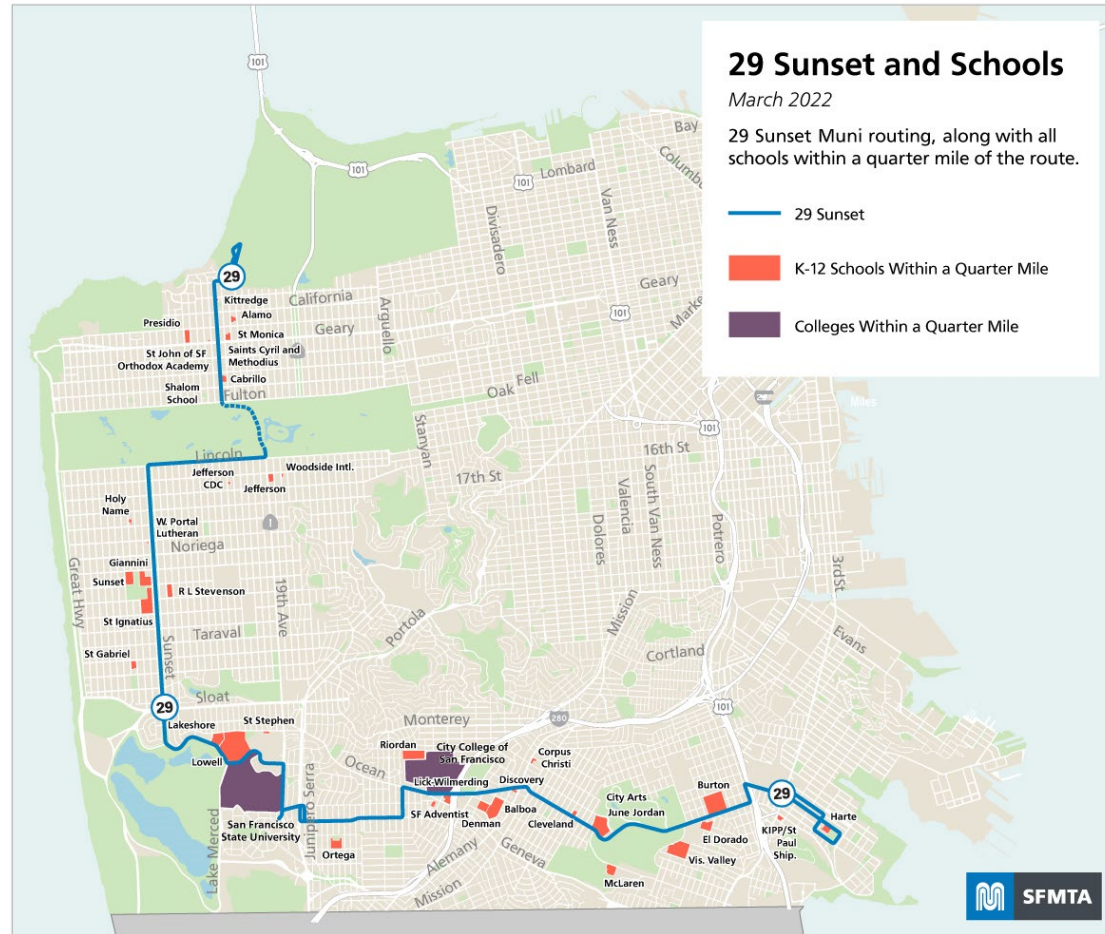 29 Sunset and Schools
March 2022
29 Sunset Muni routing, along with all
schools within a quarter mile of the route.
29 Sunset
K-12 Schools Within a Quarter Mile
Colleges Within a Quarter Mile
101
101
101
Bay
Columbus
Lombard
Van Ness
Divisadero
29
Kittredge
California
Geary
Alamo
Presidio
Geary
Arguello
101
Market
St Monica
St John of SF
Orthodox Academy
Saints Cyril and
Methodius
Shalom
School
Cabrillo
Fulton
Oak
Fell
Miles
Stanyan
101
16th St
Lincoln
17th St
Woodside Intl.
Jefferson
CDC
Jefferson
Holy
Name
1
W. Portal
Lutheran
Noriega
Valencia
South Van Ness
Dolores
Potrero
3rd St
Great Hwy
Giannini
Sunset
R L Stevenson
19th Ave
St Ignatius
Portola
Mission
Evans
Taraval
Sunset
St Gabriel
Cortland
Sloat
29
101
280
Monterey
Lakeshore
St Stephen
Lowell
Riordan
City College of
San Francisco
Corpus
Christi
Ocean
Lick-Wilmerding
Discovery
Burton
29
City Arts
June Jordan
Harte
San Francisco
State University
Lake Merced
Junipero Serra
SF Adventist
Balboa
Denman
Cleveland
El Dorado
KIPP/St
Paul
Ship.
Ortega
Alemany
Geneva
Vis. Valley
McLaren
Mission
SFMTA